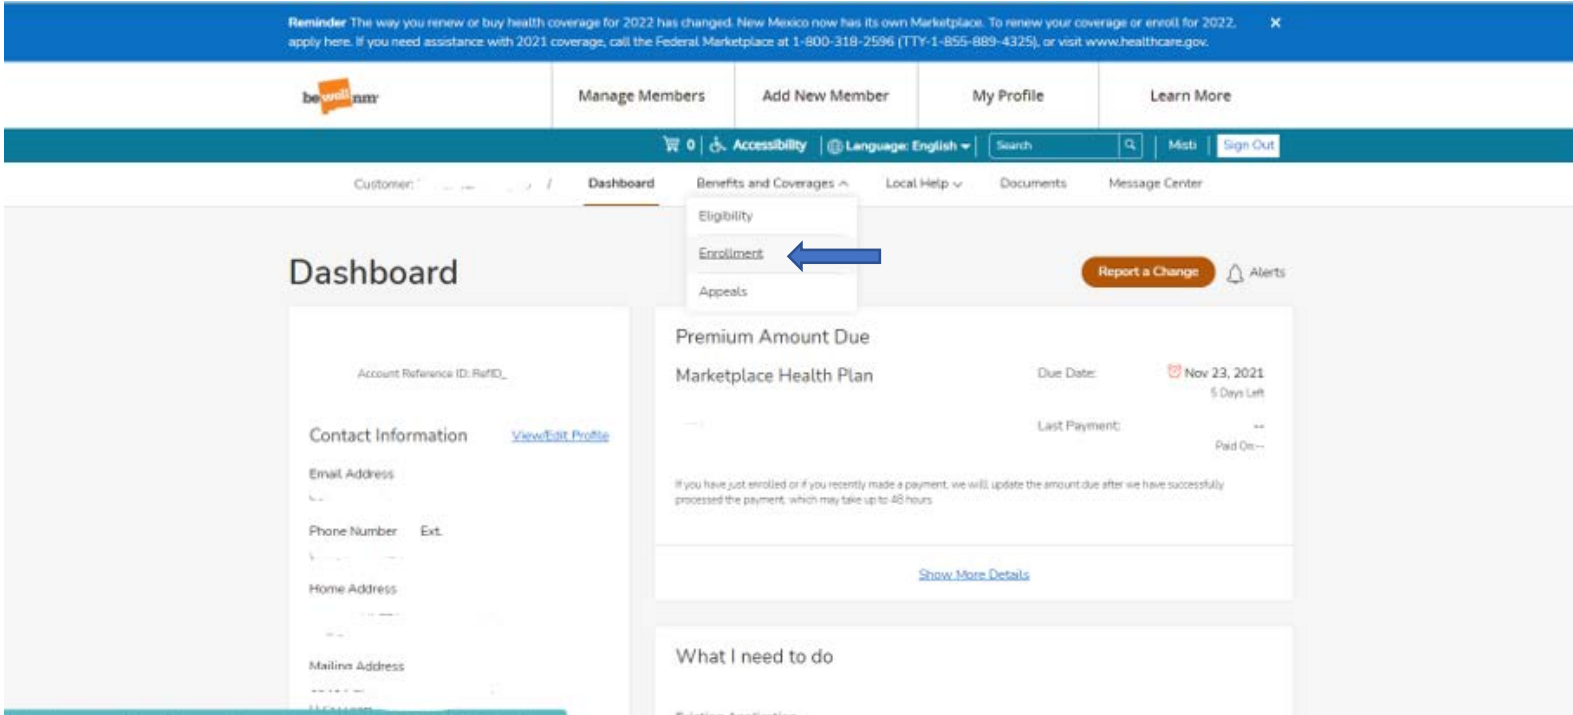 Reminder The way you renew or buy health coverage for 2022 has changed. New Mexico now has its own Marketplace. To renew your coverage or enroll for 2022,
apply here. If you need assistance with 2021 coverage, call the Federal Marketplace at 1-800-318-2596 (TTY-1-855-889-4325), or visit www.healthcare.gov.
be well nm
Manage Members
Add New Member
My Profile
Learn More
0
Accessibility
Language: English
Search
Misti
Sign Out
Customer: /
Dashboard
Benefits and Coverages
Local Help
Documents
Message Center
Eligibility
Enrollment
Appeals
Dashboard
Report a Change
Alerts
Account Reference ID: RefID_
Contact Information
View/Edit Profile
Email Address
Phone Number Ext.
Home Address
Mailing Address
Premium Amount Due
Marketplace Health Plan
Due Date:
Nov 23, 2021
5 Days Left
Last Payment:
--
Paid On:--
If you have just enrolled or if you recently made a payment, we will update the amount due after we have successfully
processed the payment, which may take up to 48 hours
Show More Details
What I need to do